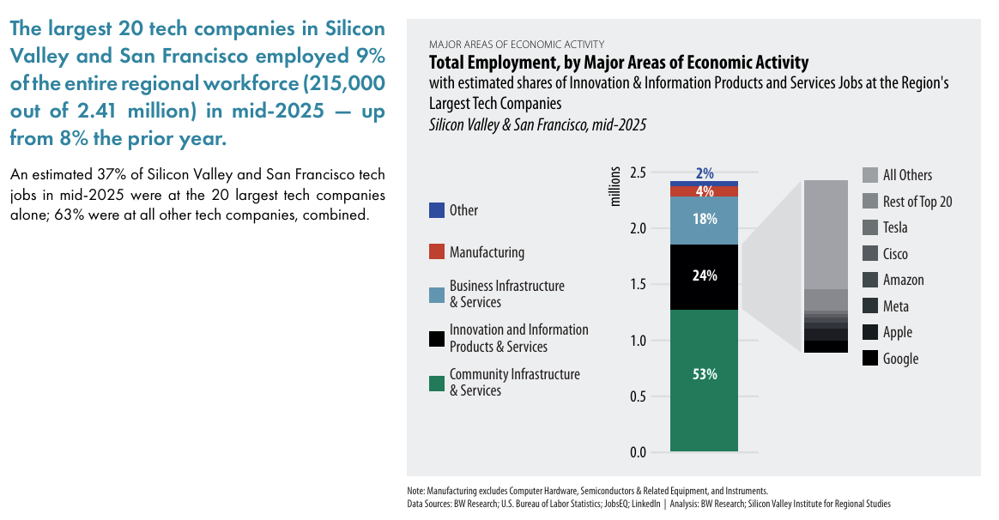 The largest 20 tech companies in Silicon
Valley and San Francisco employed 9%
of the entire regional workforce (215,000
out of 2.41 million) in mid-2025 — up
from 8% the prior year.
An estimated 37% of Silicon Valley and San Francisco tech
jobs in mid-2025 were at the 20 largest tech companies
alone; 63% were at all other tech companies, combined.
MAJOR AREAS OF ECONOMIC ACTIVITY
Total Employment, by Major Areas of Economic Activity
with estimated shares of Innovation & Information Products and Services Jobs at the Region's
Largest Tech Companies
Silicon Valley & San Francisco, mid-2025
Other
Manufacturing
Business Infrastructure
& Services
Innovation and Information
Products & Services
Community Infrastructure
& Services
millions
2.5
2.0
1.5
1.0
0.5
0.0
2%
4%
18%
24%
53%
All Others
Rest of Top 20
Tesla
Cisco
Amazon
Meta
Apple
Google
Note: Manufacturing excludes Computer Hardware, Semiconductors & Related Equipment, and Instruments.
Data Sources: BW Research; U.S. Bureau of Labor Statistics; JobsEQ; LinkedIn | Analysis: BW Research; Silicon Valley Institute for Regional Studies